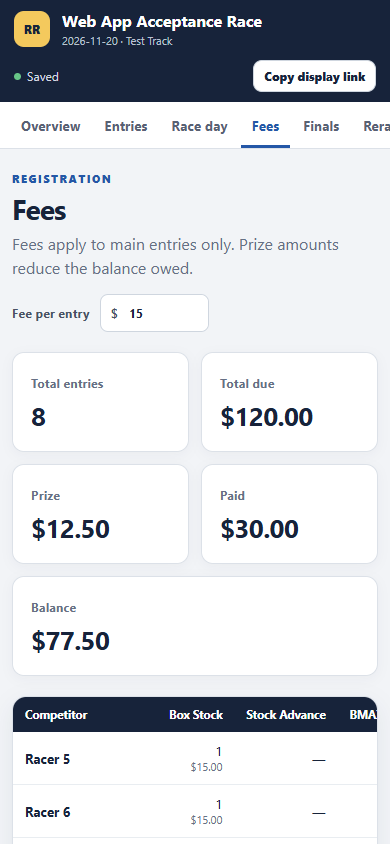 RR
Web App Acceptance Race
2026-11-20 · Test Track
Saved
Copy display link
Overview Entries Race day Fees Finals Rera
REGISTRATION
Fees
Fees apply to main entries only. Prize amounts
reduce the balance owed.
Fee per entry $ 15
Total entries
8
Total due
$120.00
Prize
$12.50
Paid
$30.00
Balance
$77.50
Competitor Box Stock Stock Advance BMA
Racer 5 1 —
$15.00
Racer 6 1 —
$15.00